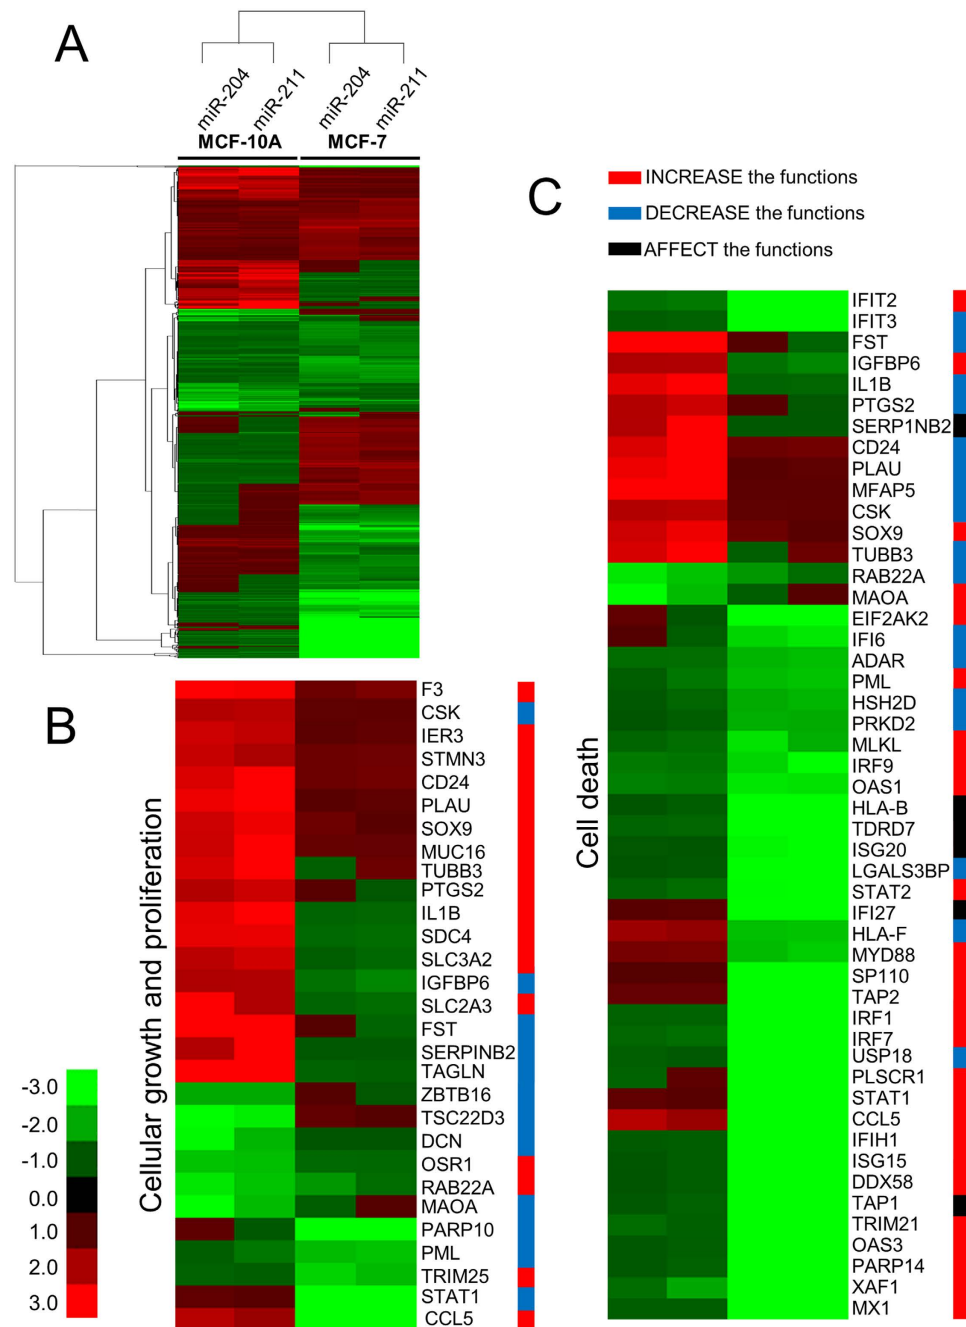 A
miR-204
miR-211
miR-204
miR-211
MCF-10A
MCF-7
C
INCREASE the functions
DECREASE the functions
AFFECT the functions
B
Cellular growth and proliferation
F3
CSK
IER3
STMN3
CD24
PLAU
SOX9
MUC16
TUBB3
PTGS2
IL1B
SDC4
SLC3A2
IGFBP6
SLC2A3
FST
SERPINB2
TAGLN
ZBTB16
TSC22D3
DCN
OSR1
RAB22A
MAOA
PARP10
PML
TRIM25
STAT1
CCL5
-3.0
-2.0
-1.0
0.0
1.0
2.0
3.0
Cell death
IFIT2
IFIT3
FST
IGFBP6
IL1B
PTGS2
SERP1NB2
CD24
PLAU
MFAP5
CSK
SOX9
TUBB3
RAB22A
MAOA
EIF2AK2
IFI6
ADAR
PML
HSH2D
PRKD2
MLKL
IRF9
OAS1
HLA-B
TDRD7
ISG20
LGALS3BP
STAT2
IFI27
HLA-F
MYD88
SP110
TAP2
IRF1
IRF7
USP18
PLSCR1
STAT1
CCL5
IFIH1
ISG15
DDX58
TAP1
TRIM21
OAS3
PARP14
XAF1
MX1